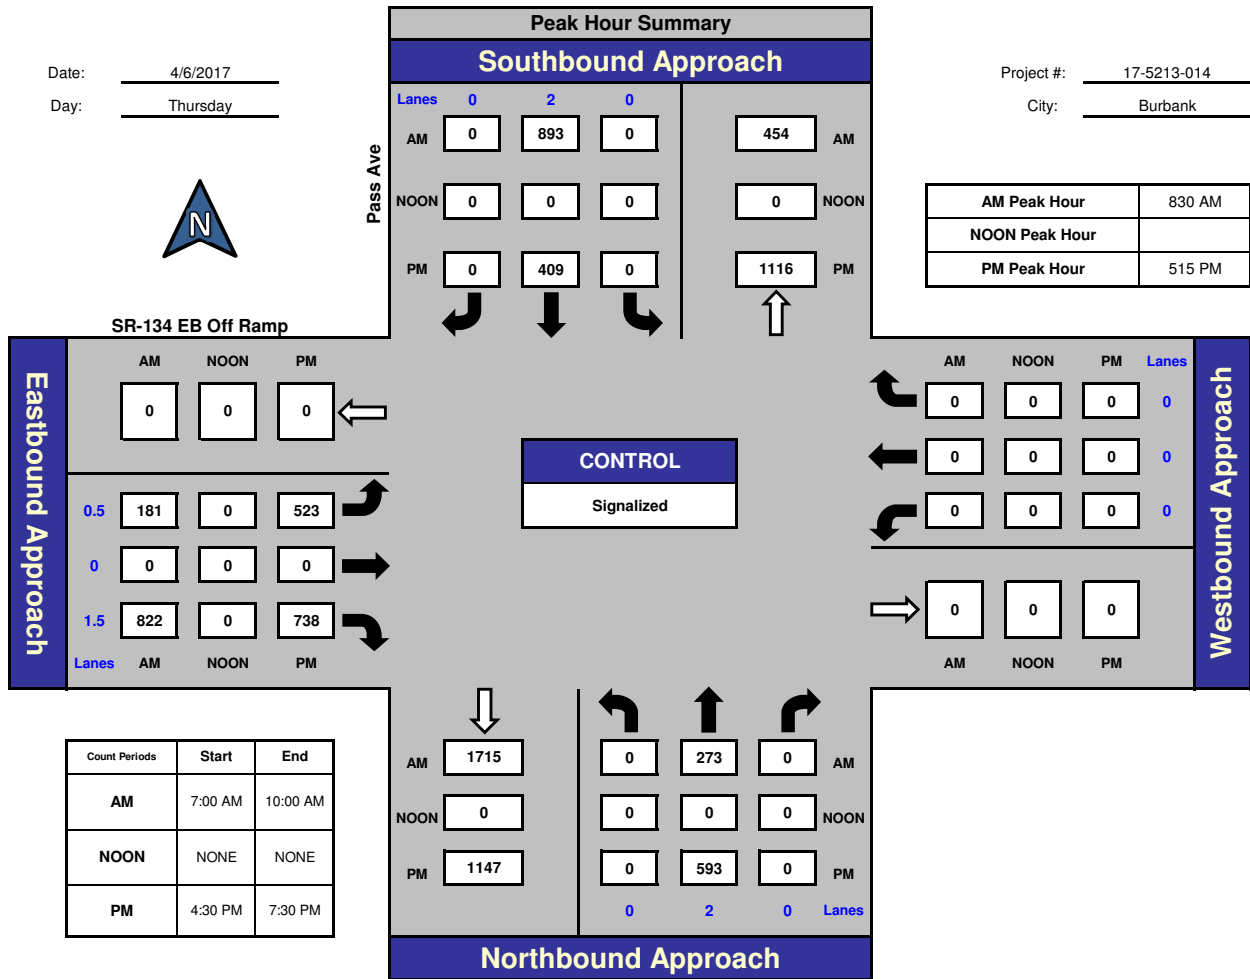 Peak Hour Summary
Southbound Approach
Date: 4/6/2017
Day: Thursday
Project #: 17-5213-014
City: Burbank
N
Pass Ave
Lanes 0 2 0
AM 0 893 0 454 AM
NOON 0 0 0 0 NOON
PM 0 409 0 1116 PM
AM Peak Hour 830 AM
NOON Peak Hour
PM Peak Hour 515 PM
SR-134 EB Off Ramp
Eastbound Approach
AM NOON PM
0 0 0
0.5 181 0 523
0 0 0 0
1.5 822 0 738
Lanes AM NOON PM
CONTROL
Signalized
AM NOON PM Lanes
0 0 0 0
0 0 0 0
0 0 0 0
0 0 0
AM NOON PM
Westbound Approach
Count Periods Start End
AM 7:00 AM 10:00 AM
NOON NONE NONE
PM 4:30 PM 7:30 PM
AM 1715 0 273 0 AM
NOON 0 0 0 0 NOON
PM 1147 0 593 0 PM
0 2 0 Lanes
Northbound Approach